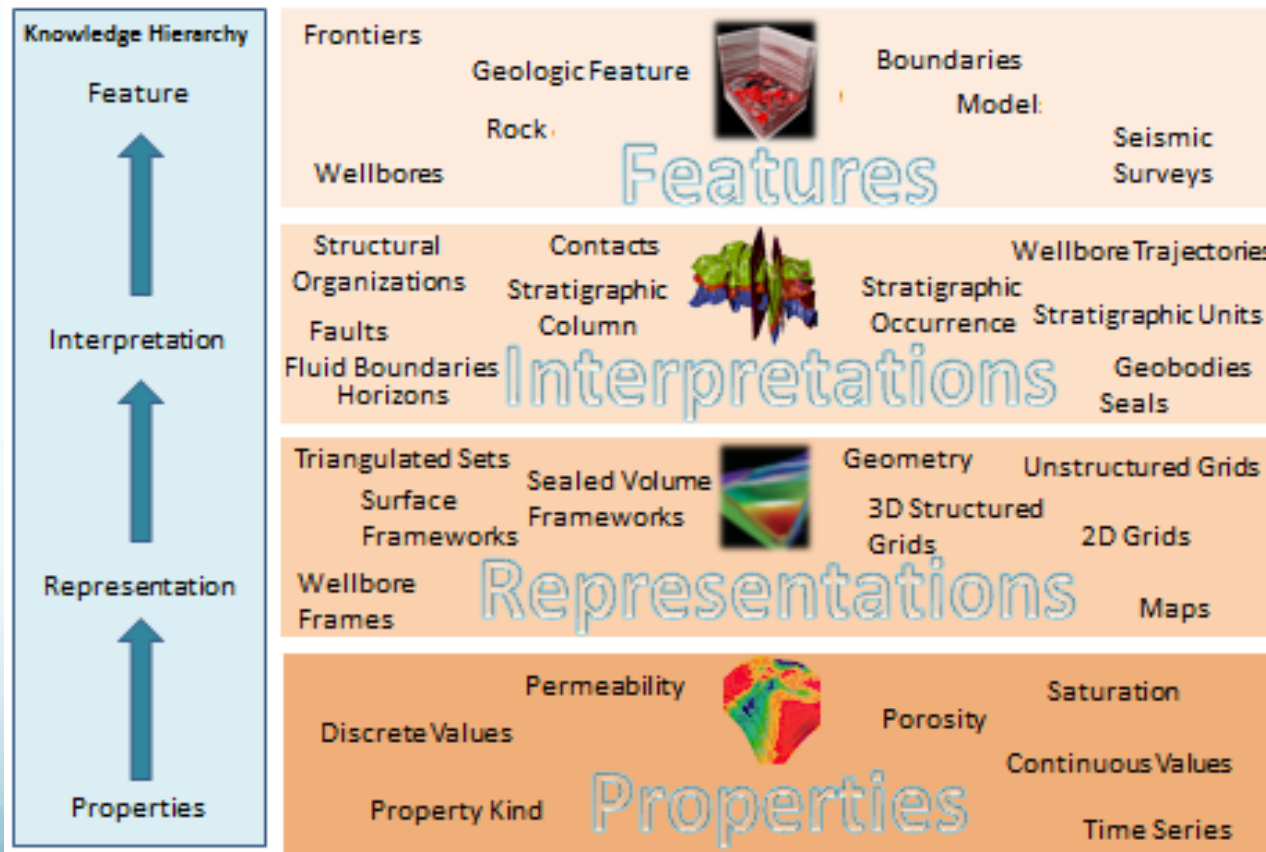 Knowledge Hierarchy
Feature
Interpretation
Representation
Properties
Frontiers
Geologic Feature
Rock
Wellbores
Boundaries
Model
Seismic
Surveys
Features
Structural
Organizations
Faults
Fluid Boundaries
Horizons
Contacts
Stratigraphic
Column
Stratigraphic
Occurrence
Wellbore Trajectories
Stratigraphic Units
Geobodies
Seals
Interpretations
Triangulated Sets
Surface
Frameworks
Sealed Volume
Frameworks
Wellbore
Frames
Geometry
3D Structured
Grids
Unstructured Grids
2D Grids
Maps
Representations
Permeability
Discrete Values
Property Kind
Porosity
Saturation
Continuous Values
Time Series
Properties